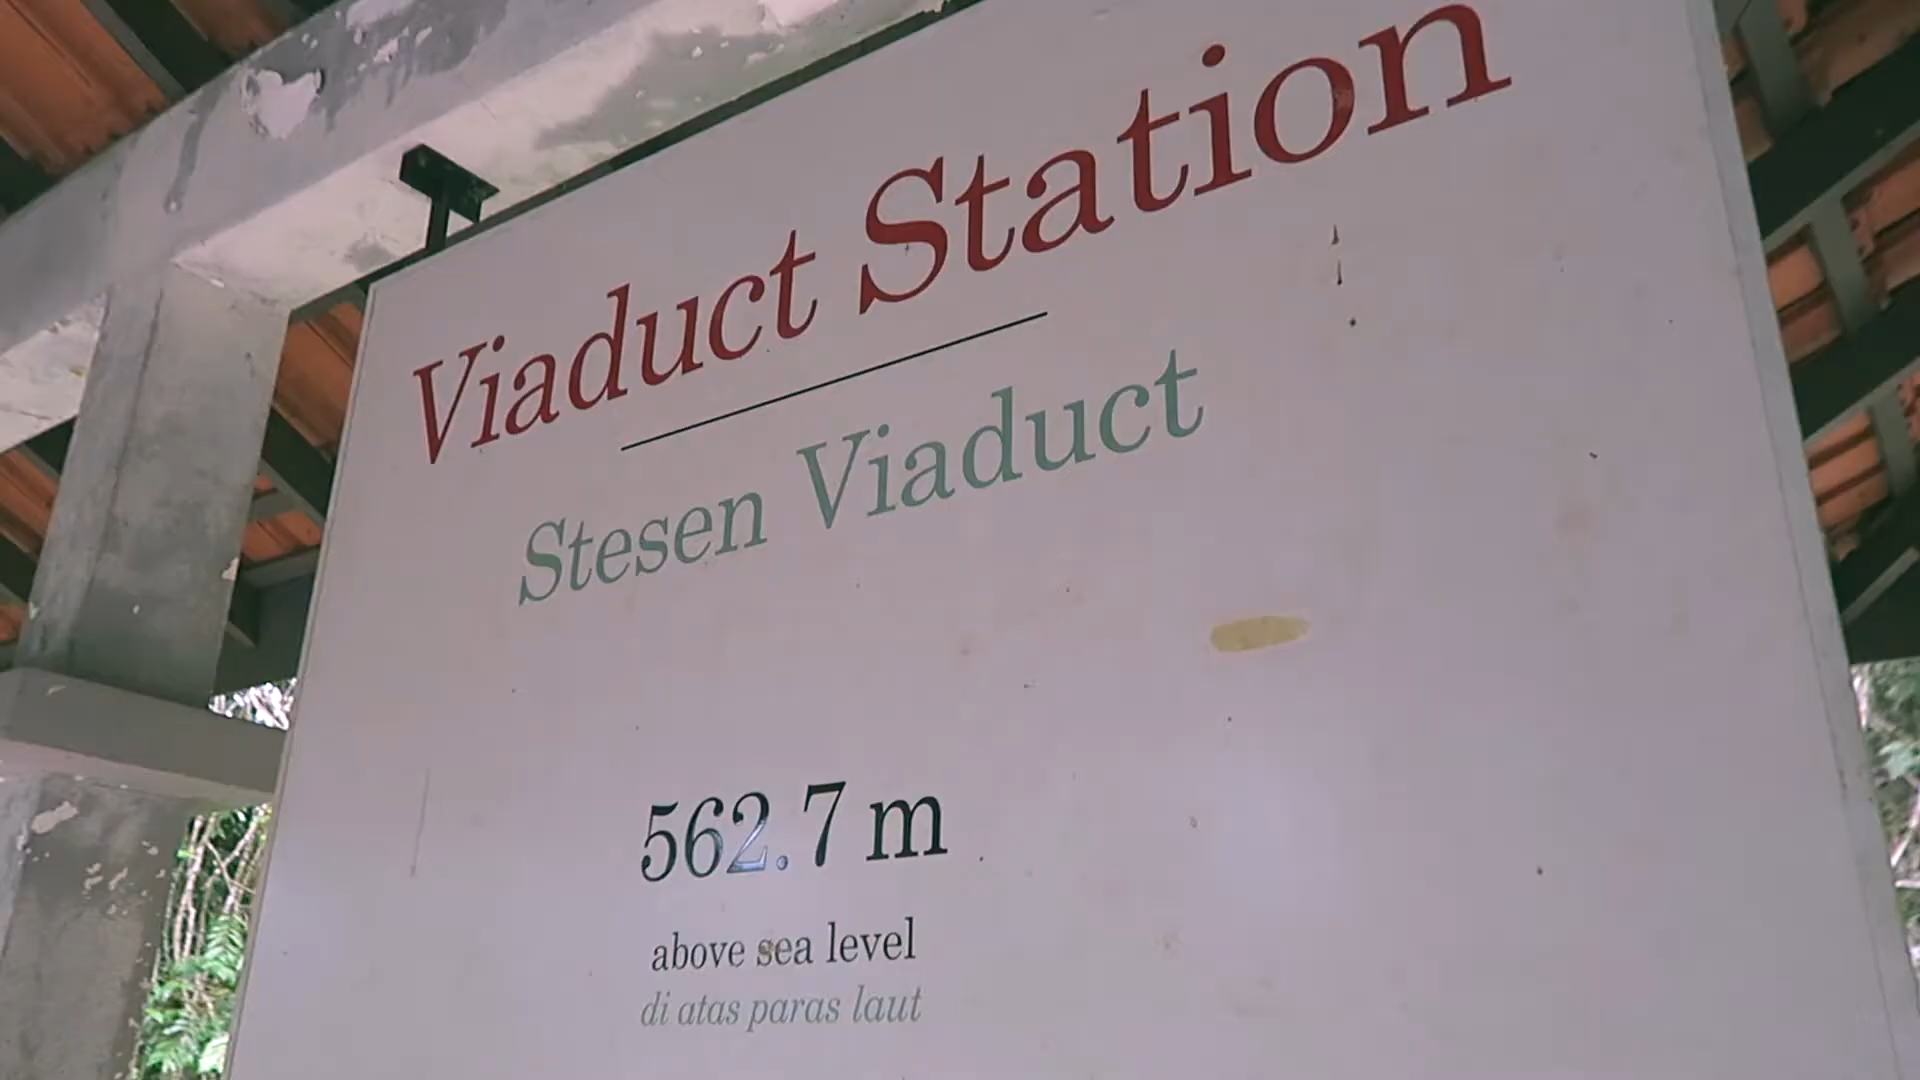 Viaduct Station
Stesen Viaduct
562.7 m
above sea level
di atas paras laut